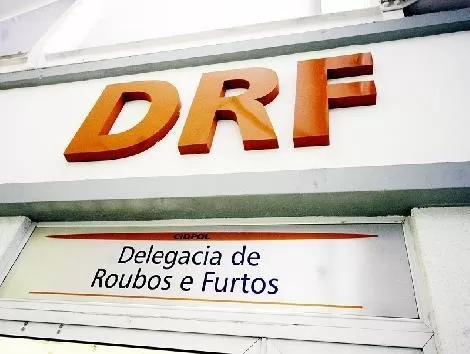 DRF
CIDPOL
Delegacia de
Roubos e Furtos